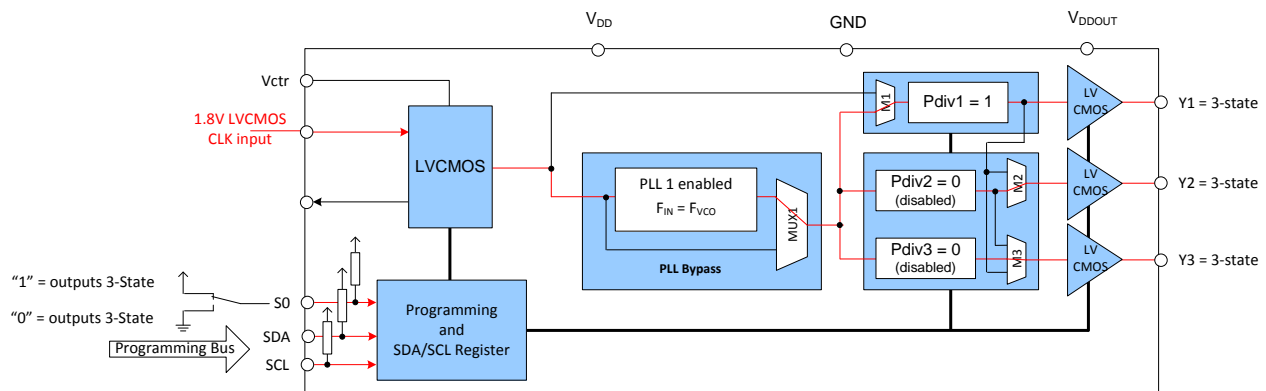 VDD
GND
VDDOUT
Vctr
1.8V LVCMOS
CLK input
LVCMOS
M1
Pdiv1 = 1
LV
CMOS
Y1 = 3-state
PLL 1 enabled
FIN = FVCO
MUX1
PLL Bypass
Pdiv2 = 0
(disabled)
M2
LV
CMOS
Y2 = 3-state
Pdiv3 = 0
(disabled)
M3
LV
CMOS
Y3 = 3-state
“1” = outputs 3-State
“0” = outputs 3-State
S0
SDA
SCL
Programming Bus
Programming
and
SDA/SCL Register